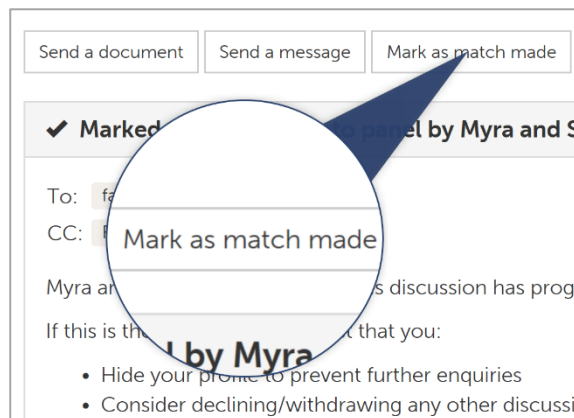 Send a document Send a message Mark as match made
Marked panel by Myra and S
To:
CC:
Mark as match made
Myra discussion has prog
by Myra
If this is that you:
• Hide your profile to prevent further enquiries
• Consider declining/withdrawing any other discussi